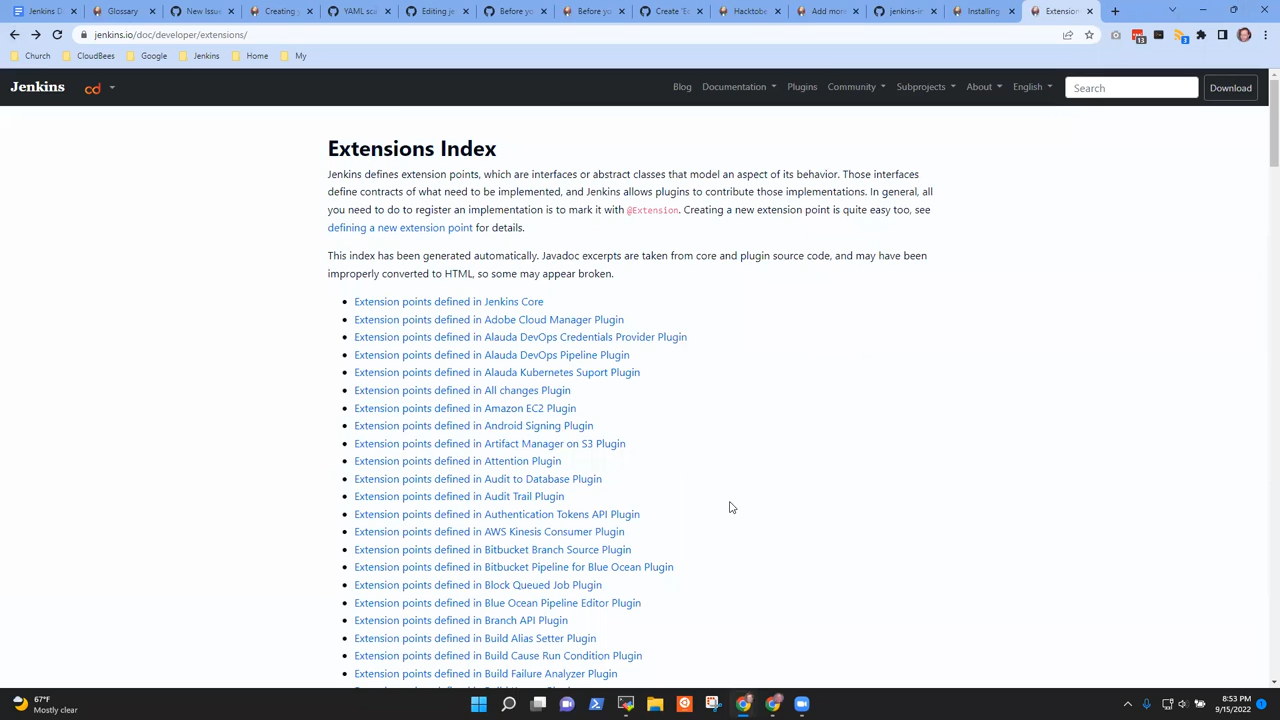 Jenkins D
Glossary
New Issue
Creating y
YAML sca
Editing je
Before yo
Before yo
Create 'Ec
Hacktobe
Add more
jenkins-in
Installing
Extension
jenkins.io/doc/developer/extensions/
13
3
Church
CloudBees
Google
Jenkins
Home
My
Jenkins
cd
Blog
Documentation
Plugins
Community
Subprojects
About
English
Search
Download
Extensions Index
Jenkins defines extension points, which are interfaces or abstract classes that model an aspect of its behavior. Those interfaces
define contracts of what need to be implemented, and Jenkins allows plugins to contribute those implementations. In general, all
you need to do to register an implementation is to mark it with @Extension. Creating a new extension point is quite easy too, see
defining a new extension point for details.
This index has been generated automatically. Javadoc excerpts are taken from core and plugin source code, and may have been
improperly converted to HTML, so some may appear broken.
Extension points defined in Jenkins Core
Extension points defined in Adobe Cloud Manager Plugin
Extension points defined in Alauda DevOps Credentials Provider Plugin
Extension points defined in Alauda DevOps Pipeline Plugin
Extension points defined in Alauda Kubernetes Suport Plugin
Extension points defined in All changes Plugin
Extension points defined in Amazon EC2 Plugin
Extension points defined in Android Signing Plugin
Extension points defined in Artifact Manager on S3 Plugin
Extension points defined in Attention Plugin
Extension points defined in Audit to Database Plugin
Extension points defined in Audit Trail Plugin
Extension points defined in Authentication Tokens API Plugin
Extension points defined in AWS Kinesis Consumer Plugin
Extension points defined in Bitbucket Branch Source Plugin
Extension points defined in Bitbucket Pipeline for Blue Ocean Plugin
Extension points defined in Block Queued Job Plugin
Extension points defined in Blue Ocean Pipeline Editor Plugin
Extension points defined in Branch API Plugin
Extension points defined in Build Alias Setter Plugin
Extension points defined in Build Cause Run Condition Plugin
Extension points defined in Build Failure Analyzer Plugin
67°F
Mostly clear
8:53 PM
9/15/2022